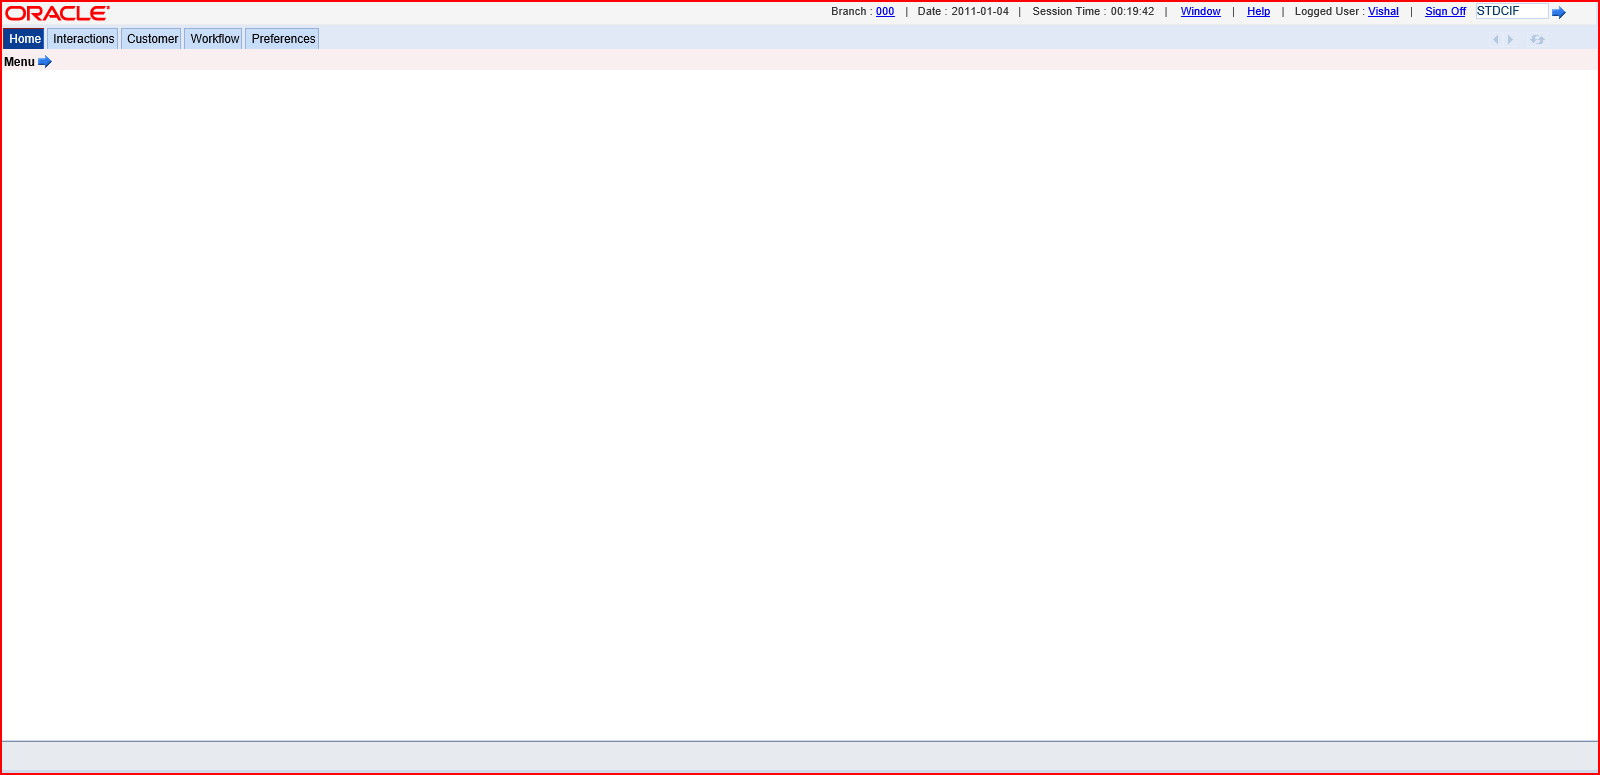 ORACLE
Branch : 000 | Date : 2011-01-04 | Session Time : 00:19:42 | Window | Help | Logged User : Vishal | Sign Off STDCIF
Home Interactions Customer Workflow Preferences
Menu